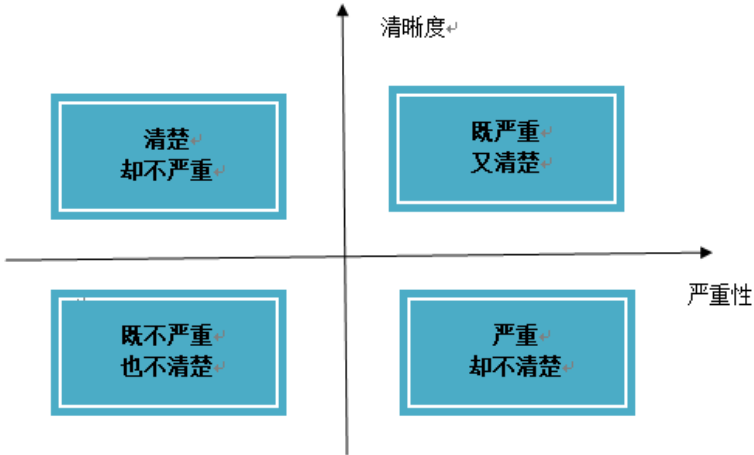 清晰度
清楚
却不严重
既严重
又清楚
严重性
既不严重
也不清楚
严重
却不清楚